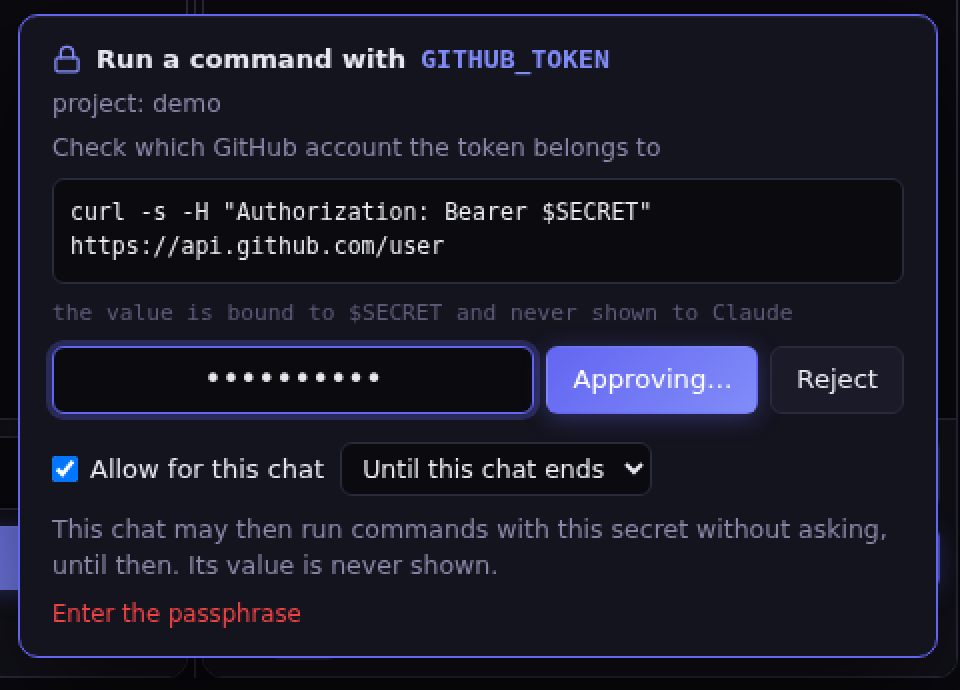 Run a command with GITHUB_TOKEN
project: demo
Check which GitHub account the token belongs to
curl -s -H "Authorization: Bearer $SECRET"
https://api.github.com/user
the value is bound to $SECRET and never shown to Claude
•••••••••• Approving... Reject
Allow for this chat Until this chat ends
This chat may then run commands with this secret without asking,
until then. Its value is never shown.
Enter the passphrase